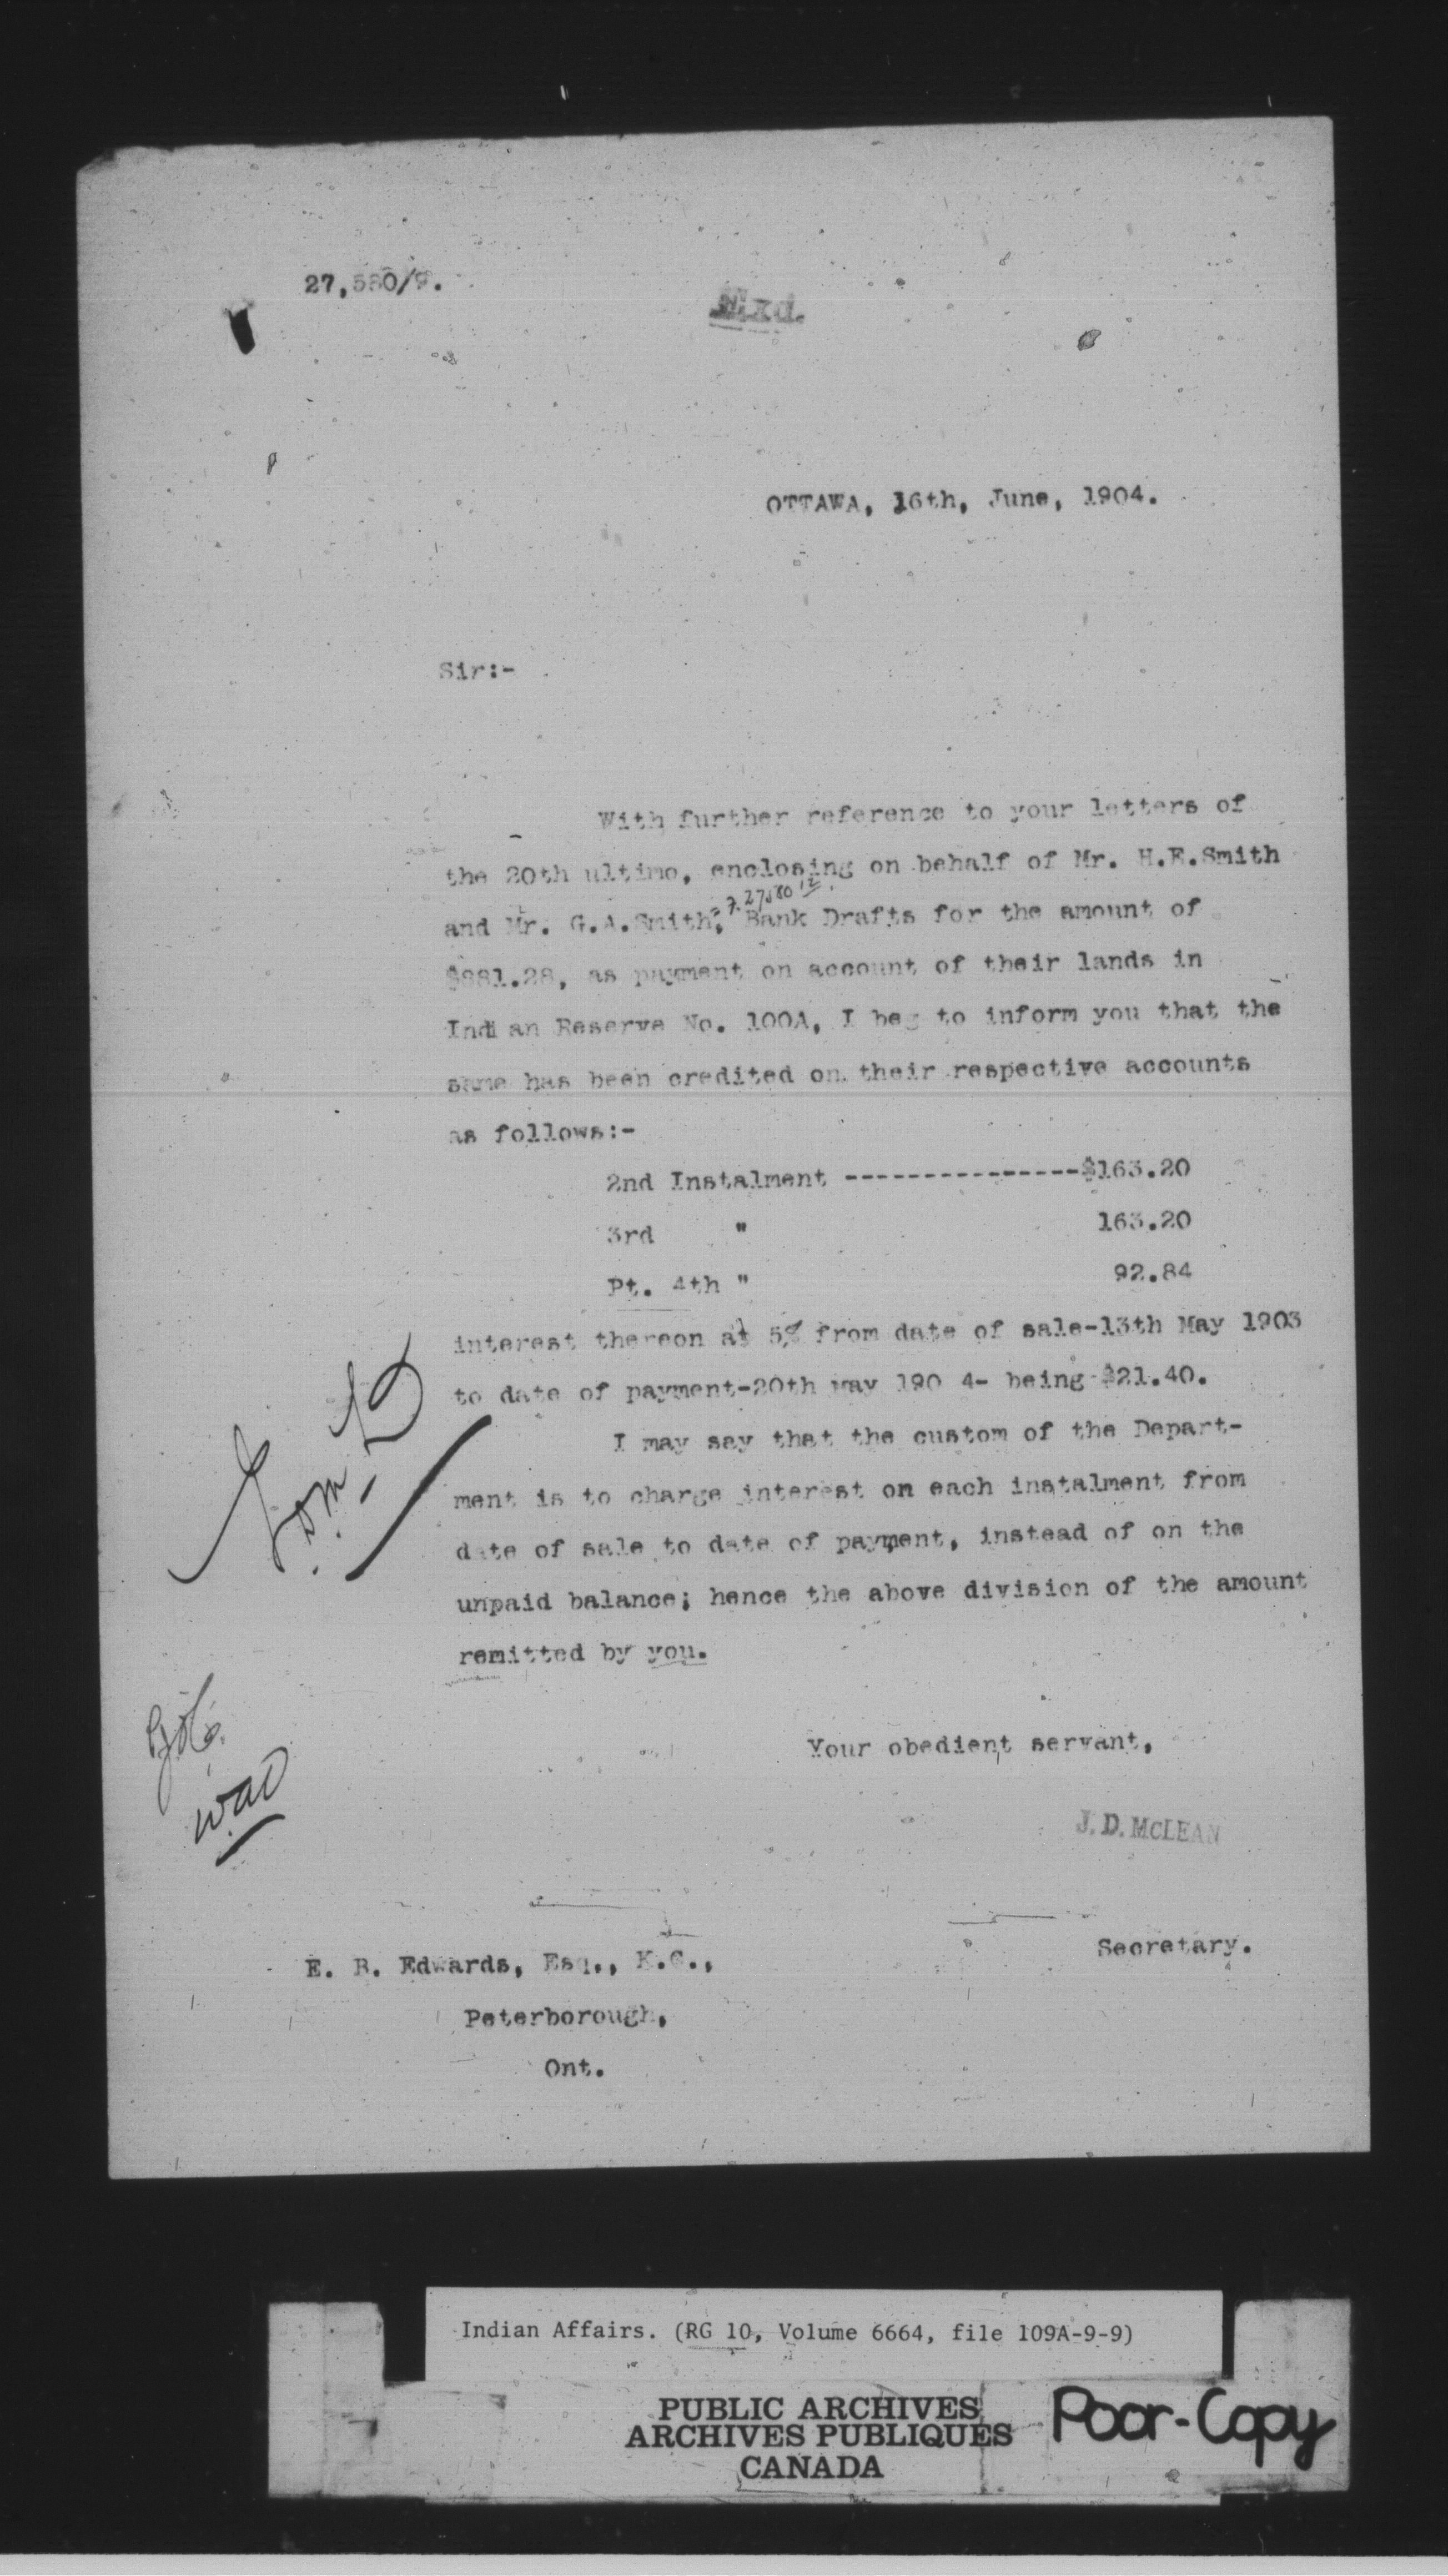 27,580/9.
OTTAWA, 16th, June, 1904.
Sir:-
With further reference to your letters of
the 20th ultimo, enclosing on behalf of Mr. H.E.Smith
and Mr. G.A.Smith, Bank Drafts for the amount of
$881.28, as payment on account of their lands in
Indian Reserve No. 100A, I beg to inform you that the
same has been credited on their respective accounts
as follows:-
2nd Instalment ---------------$163.20
3rd " 163.20
Pt. 4th " 92.84
interest thereon at 5% from date of sale-13th May 1903
to date of payment-20th May 190 4- being $21.40.
I may say that the custom of the Depart-
ment is to charge interest on each instalment from
date of sale to date of payment, instead of on the
unpaid balance; hence the above division of the amount
remitted by you.
Your obedient servant,
J. D. McLEAN
Secretary.
E. B. Edwards, Esq., K.C.,
Peterborough,
Ont.
Indian Affairs. (RG 10, Volume 6664, file 109A-9-9)
PUBLIC ARCHIVES
ARCHIVES PUBLIQUES
CANADA
Poor-Copy